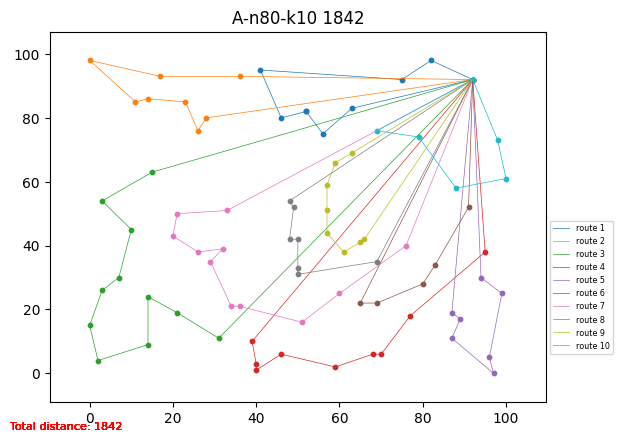 A-n80-k10 1842
100
80
60
40
20
0
0 20 40 60 80 100
route 1
route 2
route 3
route 4
route 5
route 6
route 7
route 8
route 9
route 10
Total distance: 1842